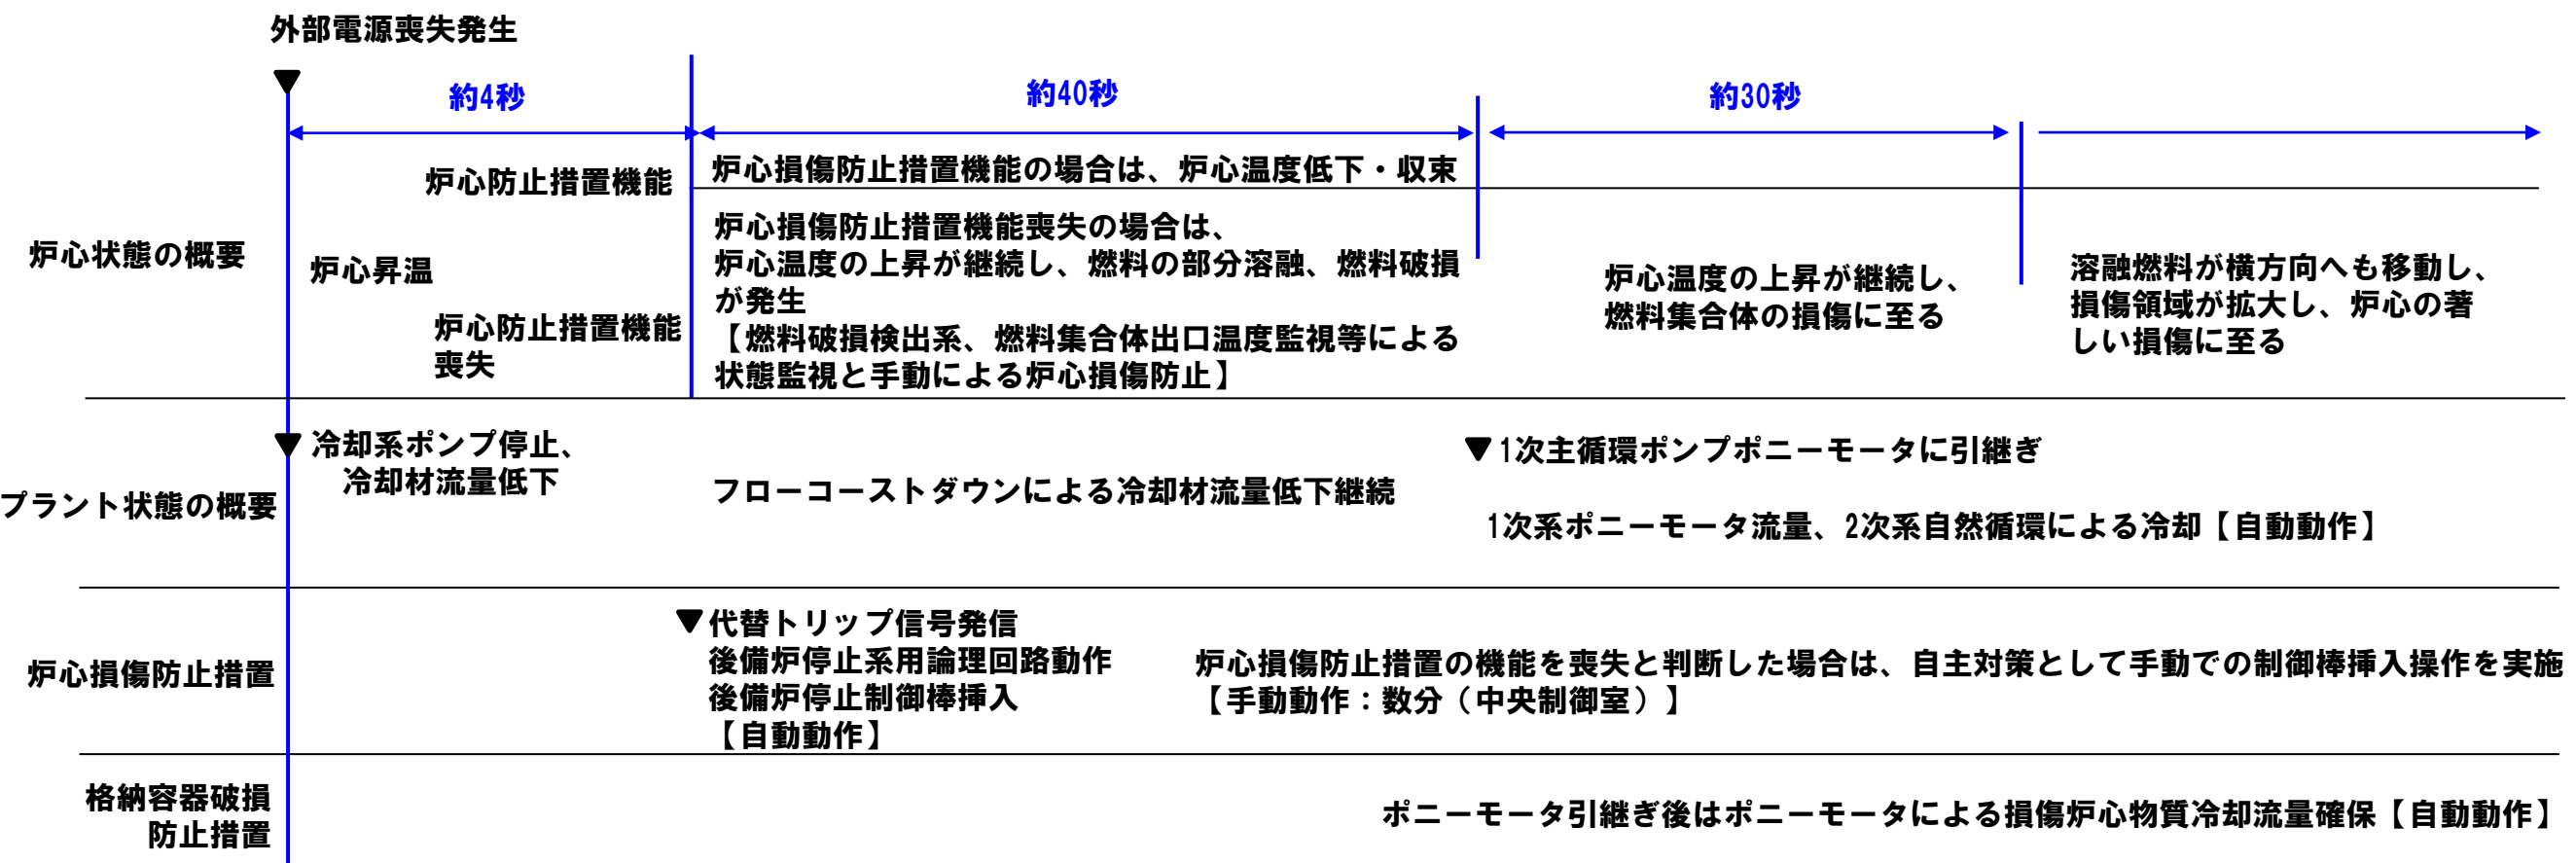 外部電源喪失発生
約4秒
約40秒
約30秒
炉心状態の概要
炉心昇温
炉心防止措置機能
炉心防止措置機能
喪失
炉心損傷防止措置機能の場合は、炉心温度低下・収束
炉心損傷防止措置機能喪失の場合は、
炉心温度の上昇が継続し、燃料の部分溶融、燃料破損
が発生
【燃料破損検出系、燃料集合体出口温度監視等による
状態監視と手動による炉心損傷防止】
炉心温度の上昇が継続し、
燃料集合体の損傷に至る
溶融燃料が横方向へも移動し、
損傷領域が拡大し、炉心の著
しい損傷に至る
プラント状態の概要
冷却系ポンプ停止、
冷却材流量低下
フローコーストダウンによる冷却材流量低下継続
1次主循環ポンプポニーモータに引継ぎ
1次系ポニーモータ流量、2次系自然循環による冷却【自動動作】
炉心損傷防止措置
代替トリップ信号発信
後備炉停止系用論理回路動作
後備炉停止制御棒挿入
【自動動作】
炉心損傷防止措置の機能を喪失と判断した場合は、自主対策として手動での制御棒挿入操作を実施
【手動動作：数分（中央制御室）】
格納容器破損
防止措置
ポニーモータ引継ぎ後はポニーモータによる損傷炉心物質冷却流量確保【自動動作】